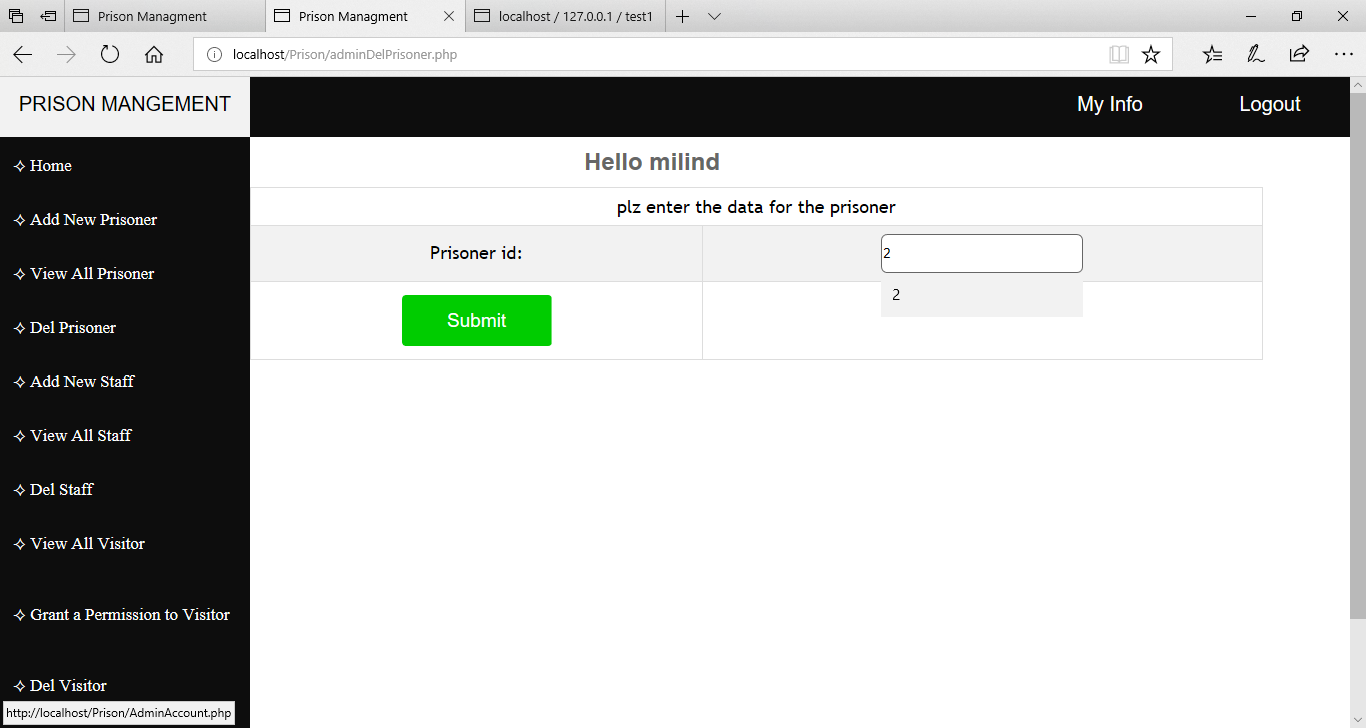 Prison Managment
Prison Managment
localhost / 127.0.0.1 / test1
localhost/Prison/adminDelPrisoner.php
PRISON MANGEMENT
My Info
Logout
Hello milind
plz enter the data for the prisoner
Prisoner id:
2
2
Submit
✧ Home
✧ Add New Prisoner
✧ View All Prisoner
✧ Del Prisoner
✧ Add New Staff
✧ View All Staff
✧ Del Staff
✧ View All Visitor
✧ Grant a Permission to Visitor
✧ Del Visitor
http://localhost/Prison/AdminAccount.php